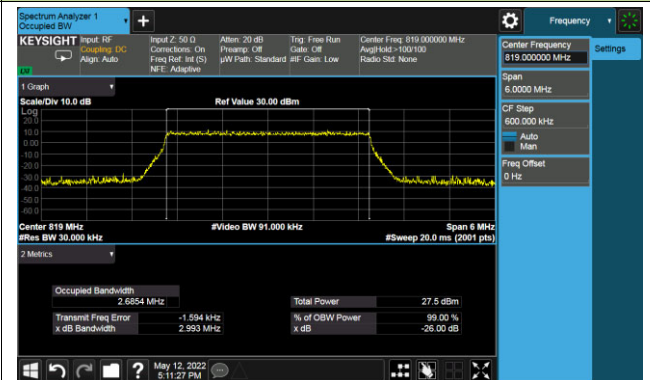 Spectrum Analyzer 1
Occupied BW
Frequency
KEYSIGHT
Input: RF
Coupling: DC
Align: Auto
Input Z: 50 Ω
Corrections: On
Freq Ref: Int (S)
NFE: Adaptive
Atten: 20 dB
Preamp: Off
µW Path: Standard
Trig: Free Run
Gate: Off
#IF Gain: Low
Center Freq: 819.000000 MHz
Avg|Hold:>100/100
Radio Std: None
Center Frequency
819.000000 MHz
Settings
Span
6.0000 MHz
CF Step
600.000 kHz
Auto
Man
Freq Offset
0 Hz
1 Graph
Scale/Div 10.0 dB
Ref Value 30.00 dBm
Log
20.0
10.0
0.00
-10.0
-20.0
-30.0
-40.0
-50.0
-60.0
Center 819 MHz
#Video BW 91.000 kHz
Span 6 MHz
#Res BW 30.000 kHz
#Sweep 20.0 ms (2001 pts)
2 Metrics
Occupied Bandwidth
2.6854 MHz
Total Power
27.5 dBm
Transmit Freq Error
-1.594 kHz
% of OBW Power
99.00 %
x dB Bandwidth
2.993 MHz
x dB
-26.00 dB
?
May 12, 2022
5:11:27 PM